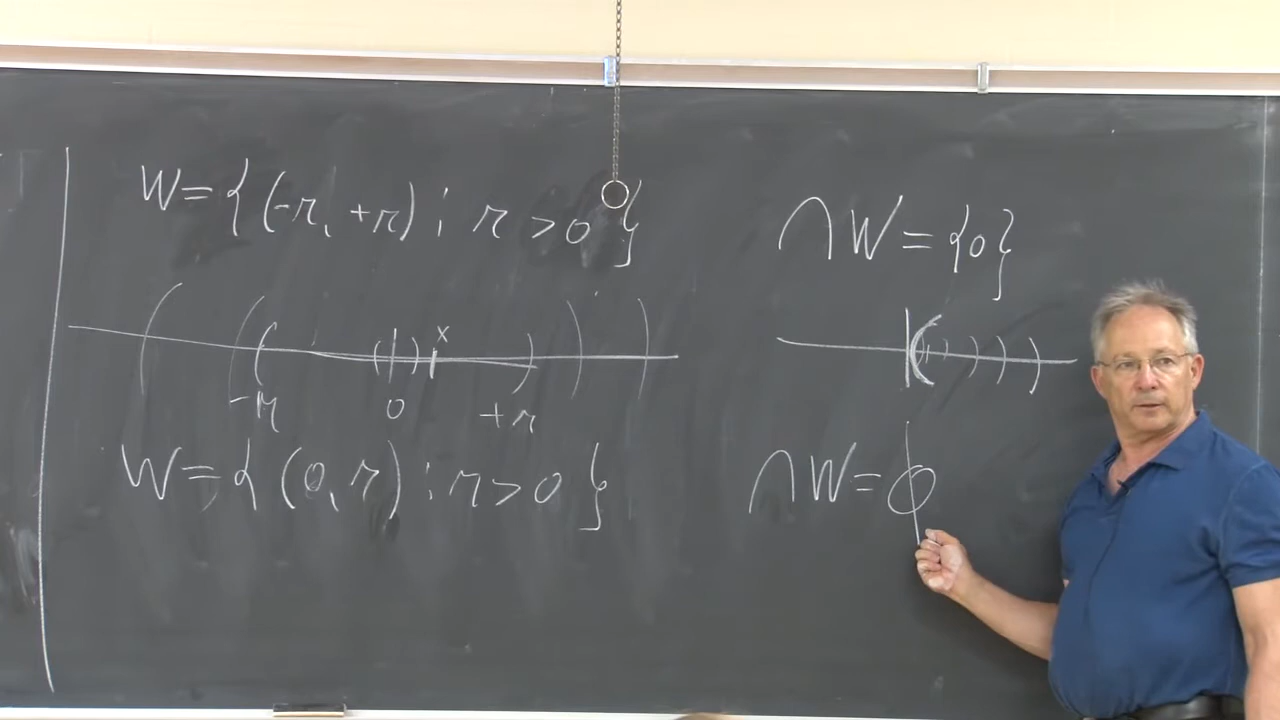 W = { (-r, +r) ; r > 0 }
∩ W = {0}
x
-r 0 +r
W = { (0, r) : r > 0 }
∩ W = ∅